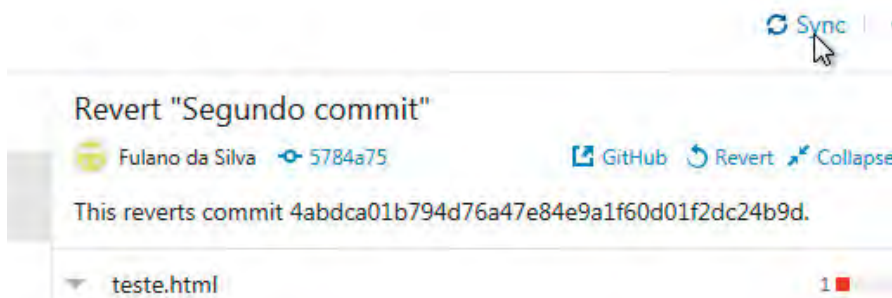 Sync
Revert "Segundo commit"
Fulano da Silva 5784a75 GitHub Revert Collapse
This reverts commit 4abdca01b794d76a47e84e9a1f60d01f2dc24b9d.
teste.html 1